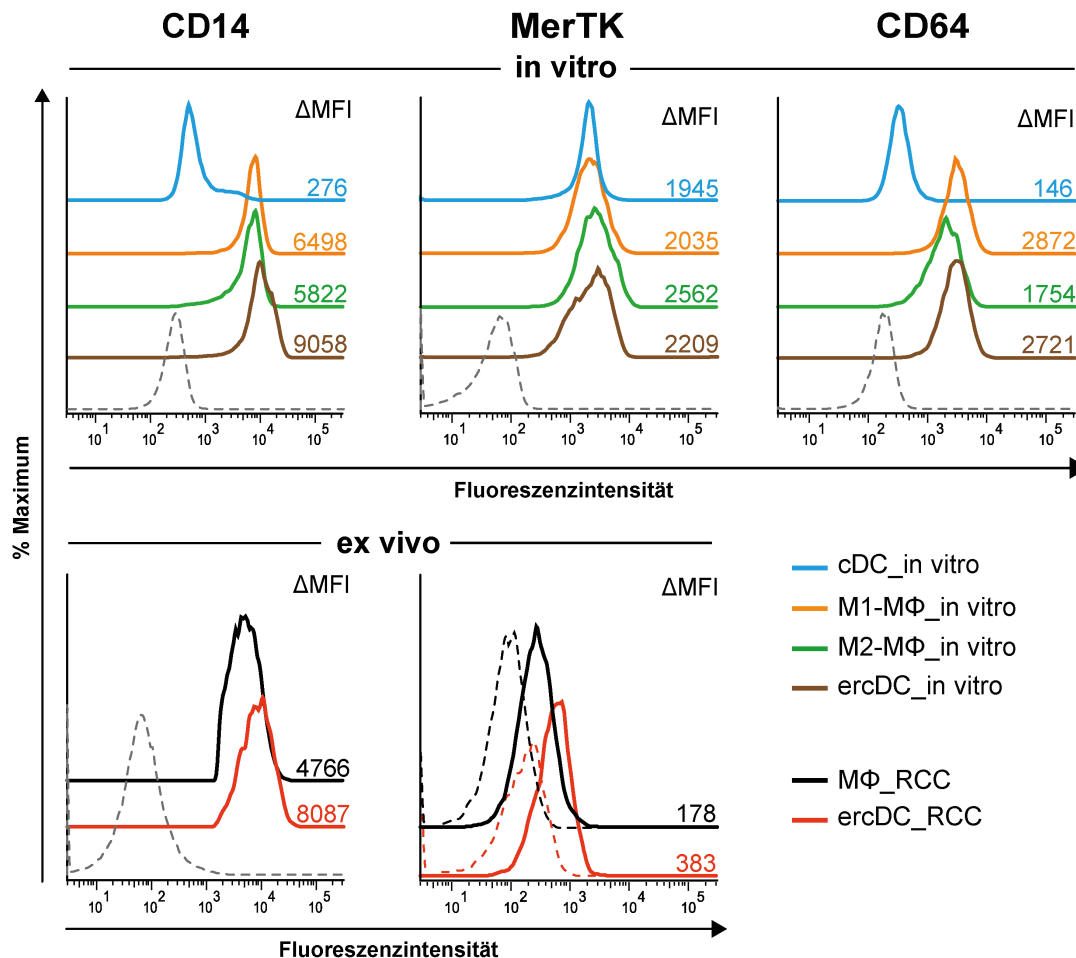 CD14 MerTK CD64
in vitro
ΔMFI ΔMFI ΔMFI
276 1945 146
6498 2035 2872
5822 2562 1754
9058 2209 2721
10¹ 10² 10³ 10⁴ 10⁵ 10¹ 10² 10³ 10⁴ 10⁵ 10¹ 10² 10³ 10⁴ 10⁵
Fluoreszenzintensität
% Maximum
ex vivo
ΔMFI ΔMFI
4766 178
8087 383
10¹ 10² 10³ 10⁴ 10⁵ 10¹ 10² 10³ 10⁴ 10⁵
Fluoreszenzintensität
cDC_in vitro
M1-MΦ_in vitro
M2-MΦ_in vitro
ercDC_in vitro
MΦ_RCC
ercDC_RCC